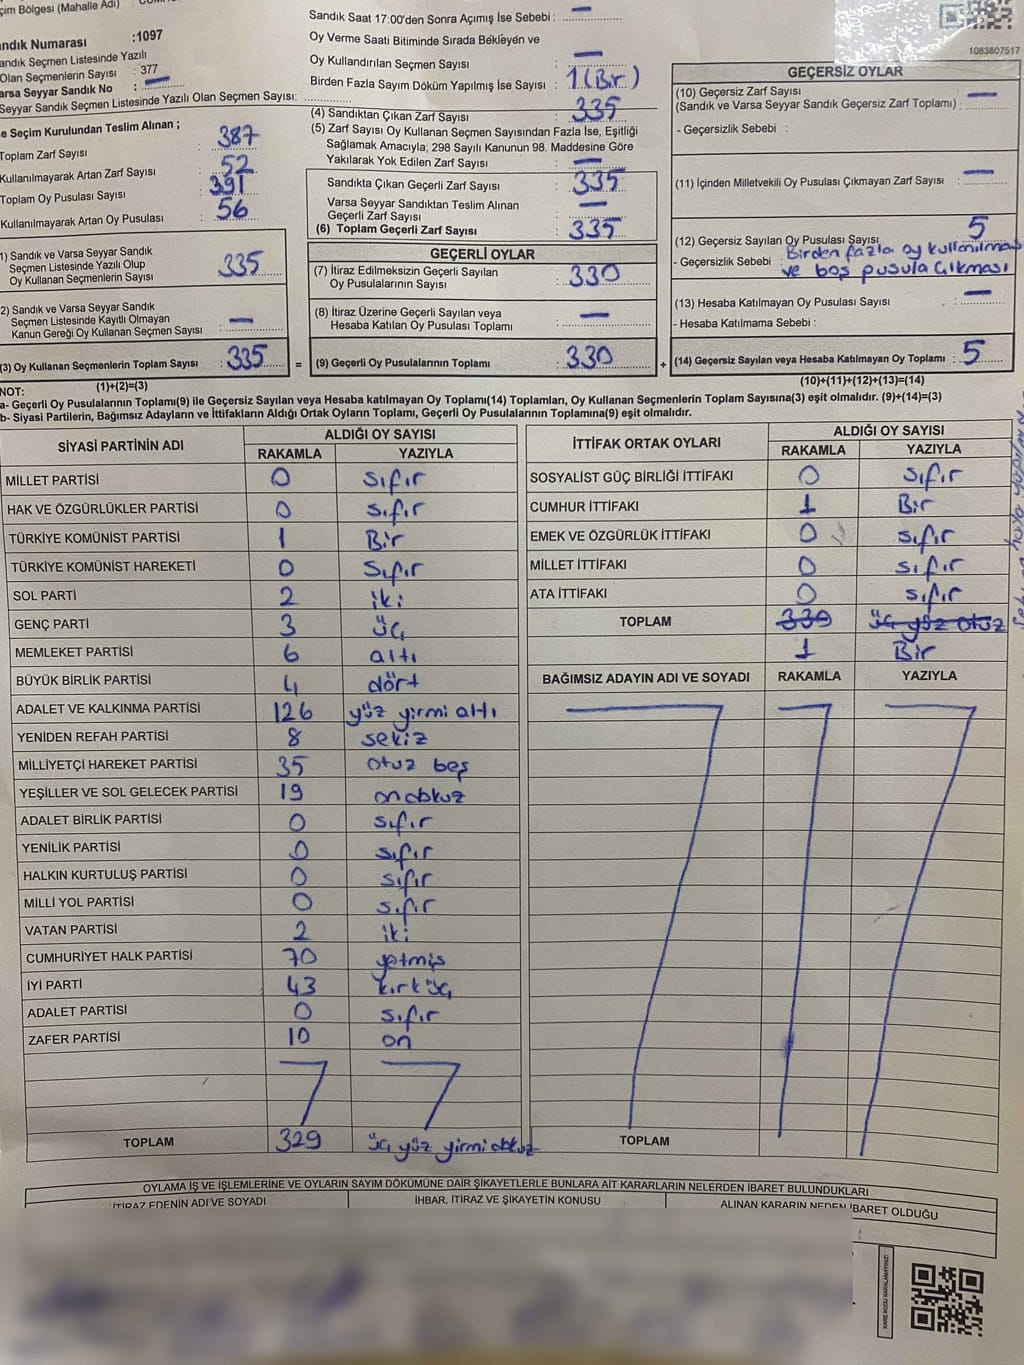 çim Bölgesi (Mahalle Adı)
ndık Numarası :1097
andık Seçmen Listesinde Yazılı
Olan Seçmenlerin Sayısı : 377
arsa Seyyar Sandık No : —
Seyyar Sandık Seçmen Listesinde Yazılı Olan Seçmen Sayısı:
e Seçim Kurulundan Teslim Alınan ;
Toplam Zarf Sayısı : 387
Kullanılmayarak Artan Zarf Sayısı : 52
Toplam Oy Pusulası Sayısı : 391
Kullanılmayarak Artan Oy Pusulası : 56
1) Sandık ve Varsa Seyyar Sandık
Seçmen Listesinde Yazılı Olup
Oy Kullanan Seçmenlerin Sayısı : 335
2) Sandık ve Varsa Seyyar Sandık
Seçmen Listesinde Kayıtlı Olmayan
Kanun Gereği Oy Kullanan Seçmen Sayısı : —
(3) Oy Kullanan Seçmenlerin Toplam Sayısı : 335 =
(1)+(2)=(3)
Sandık Saat 17:00'den Sonra Açımış İse Sebebi : —
Oy Verme Saati Bitiminde Sırada Bekleyen ve
Oy Kullandırılan Seçmen Sayısı : —
Birden Fazla Sayım Döküm Yapılmış İse Sayısı : 1 (Bir)
(4) Sandıktan Çıkan Zarf Sayısı : 335
(5) Zarf Sayısı Oy Kullanan Seçmen Sayısından Fazla İse, Eşitliği
Sağlamak Amacıyla; 298 Sayılı Kanunun 98. Maddesine Göre
Yakılarak Yok Edilen Zarf Sayısı : —
Sandıkta Çıkan Geçerli Zarf Sayısı : 335
Varsa Seyyar Sandıktan Teslim Alınan
Geçerli Zarf Sayısı : —
(6) Toplam Geçerli Zarf Sayısı : 335
GEÇERLİ OYLAR
(7) İtiraz Edilmeksizin Geçerli Sayılan
Oy Pusulalarının Sayısı : 330
(8) İtiraz Üzerine Geçerli Sayılan veya
Hesaba Katılan Oy Pusulası Toplamı : —
(9) Geçerli Oy Pusulalarının Toplamı : 330 +
1083807517
GEÇERSİZ OYLAR
(10) Geçersiz Zarf Sayısı
(Sandık ve Varsa Seyyar Sandık Geçersiz Zarf Toplamı) : —
- Geçersizlik Sebebi :
(11) İçinden Milletvekili Oy Pusulası Çıkmayan Zarf Sayısı : —
(12) Geçersiz Sayılan Oy Pusulası Sayısı : 5
- Geçersizlik Sebebi : Birden fazla oy kullanılması
ve boş pusula çıkması
(13) Hesaba Katılmayan Oy Pusulası Sayısı : —
- Hesaba Katılmama Sebebi :
(14) Geçersiz Sayılan veya Hesaba Katılmayan Oy Toplamı : 5
(10)+(11)+(12)+(13)=(14)
NOT:
a- Geçerli Oy Pusulalarının Toplamı(9) ile Geçersiz Sayılan veya Hesaba katılmayan Oy Toplamı(14) Toplamları, Oy Kullanan Seçmenlerin Toplam Sayısına(3) eşit olmalıdır. (9)+(14)=(3)
b- Siyasi Partilerin, Bağımsız Adayların ve İttifakların Aldığı Ortak Oyların Toplamı, Geçerli Oy Pusulalarının Toplamına(9) eşit olmalıdır.
SİYASİ PARTİNİN ADI ALDIĞI OY SAYISI
RAKAMLA YAZIYLA
MİLLET PARTİSİ 0 sıfır
HAK VE ÖZGÜRLÜKLER PARTİSİ 0 sıfır
TÜRKİYE KOMÜNİST PARTİSİ 1 Bir
TÜRKİYE KOMÜNİST HAREKETİ 0 sıfır
SOL PARTİ 2 iki
GENÇ PARTİ 3 üç
MEMLEKET PARTİSİ 6 altı
BÜYÜK BİRLİK PARTİSİ 4 dört
ADALET VE KALKINMA PARTİSİ 126 yüz yirmi altı
YENİDEN REFAH PARTİSİ 8 sekiz
MİLLİYETÇİ HAREKET PARTİSİ 35 otuz beş
YEŞİLLER VE SOL GELECEK PARTİSİ 19 ondokuz
ADALET BİRLİK PARTİSİ 0 sıfır
YENİLİK PARTİSİ 0 sıfır
HALKIN KURTULUŞ PARTİSİ 0 sıfır
MİLLİ YOL PARTİSİ 0 sıfır
VATAN PARTİSİ 2 iki
CUMHURİYET HALK PARTİSİ 70 yetmiş
İYİ PARTİ 43 kırküç
ADALET PARTİSİ 0 sıfır
ZAFER PARTİSİ 10 on
TOPLAM 329 üç yüz yirmi dokuz
İTTİFAK ORTAK OYLARI ALDIĞI OY SAYISI
RAKAMLA YAZIYLA
SOSYALİST GÜÇ BİRLİĞİ İTTİFAKI 0 sıfır
CUMHUR İTTİFAKI 1 Bir
EMEK VE ÖZGÜRLÜK İTTİFAKI 0 sıfır
MİLLET İTTİFAKI 0 sıfır
ATA İTTİFAKI 0 sıfır
TOPLAM 330 üç yüz otuz
1 Bir
BAĞIMSIZ ADAYIN ADI VE SOYADI RAKAMLA YAZIYLA
TOPLAM
OYLAMA İŞ VE İŞLEMLERİNE VE OYLARIN SAYIM DÖKÜMÜNE DAİR ŞİKAYETLERLE BUNLARA AİT KARARLARIN NELERDEN İBARET BULUNDUKLARI
İTİRAZ EDENİN ADI VE SOYADI İHBAR, İTİRAZ VE ŞİKAYETİN KONUSU ALINAN KARARIN NEDEN İBARET OLDUĞU
KARE KODU KARALAMAYINIZ!